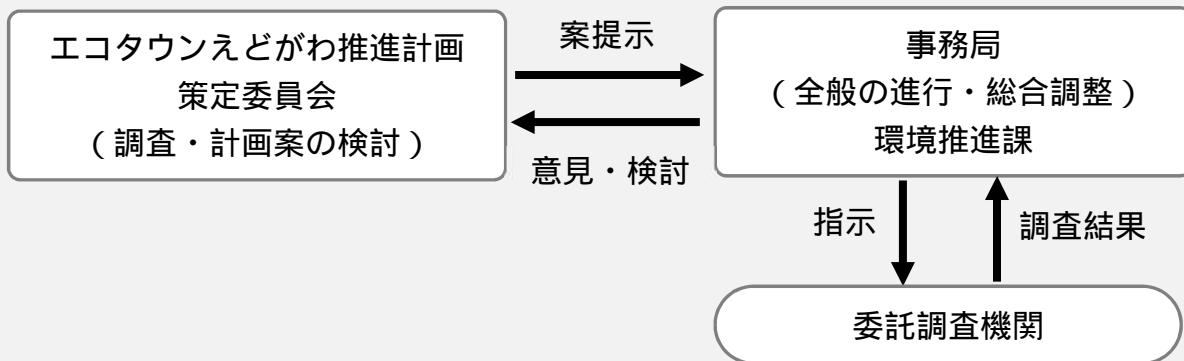 エコタウンえどがわ推進計画
策定委員会
(調査・計画案の検討)
案提示
意見・検討
事務局
(全般の進行・総合調整)
環境推進課
指示
調査結果
委託調査機関